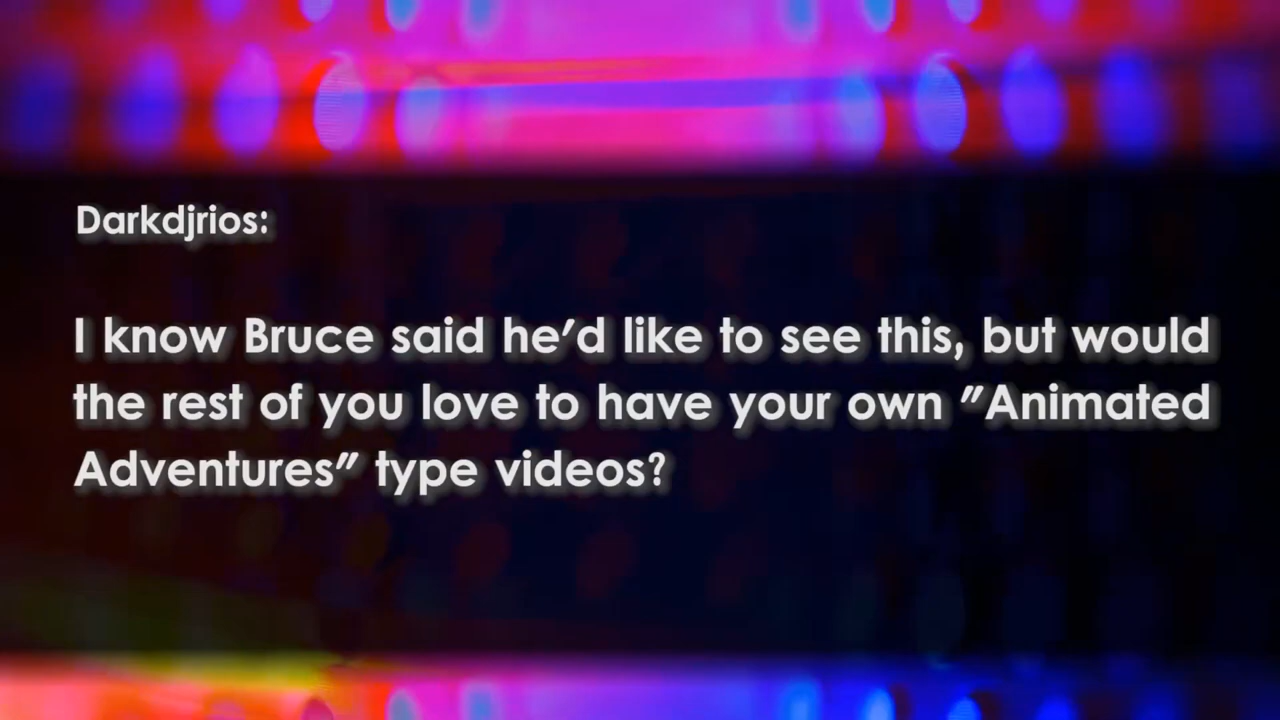 Darkdjrios:
I know Bruce said he'd like to see this, but would
the rest of you love to have your own "Animated
Adventures" type videos?